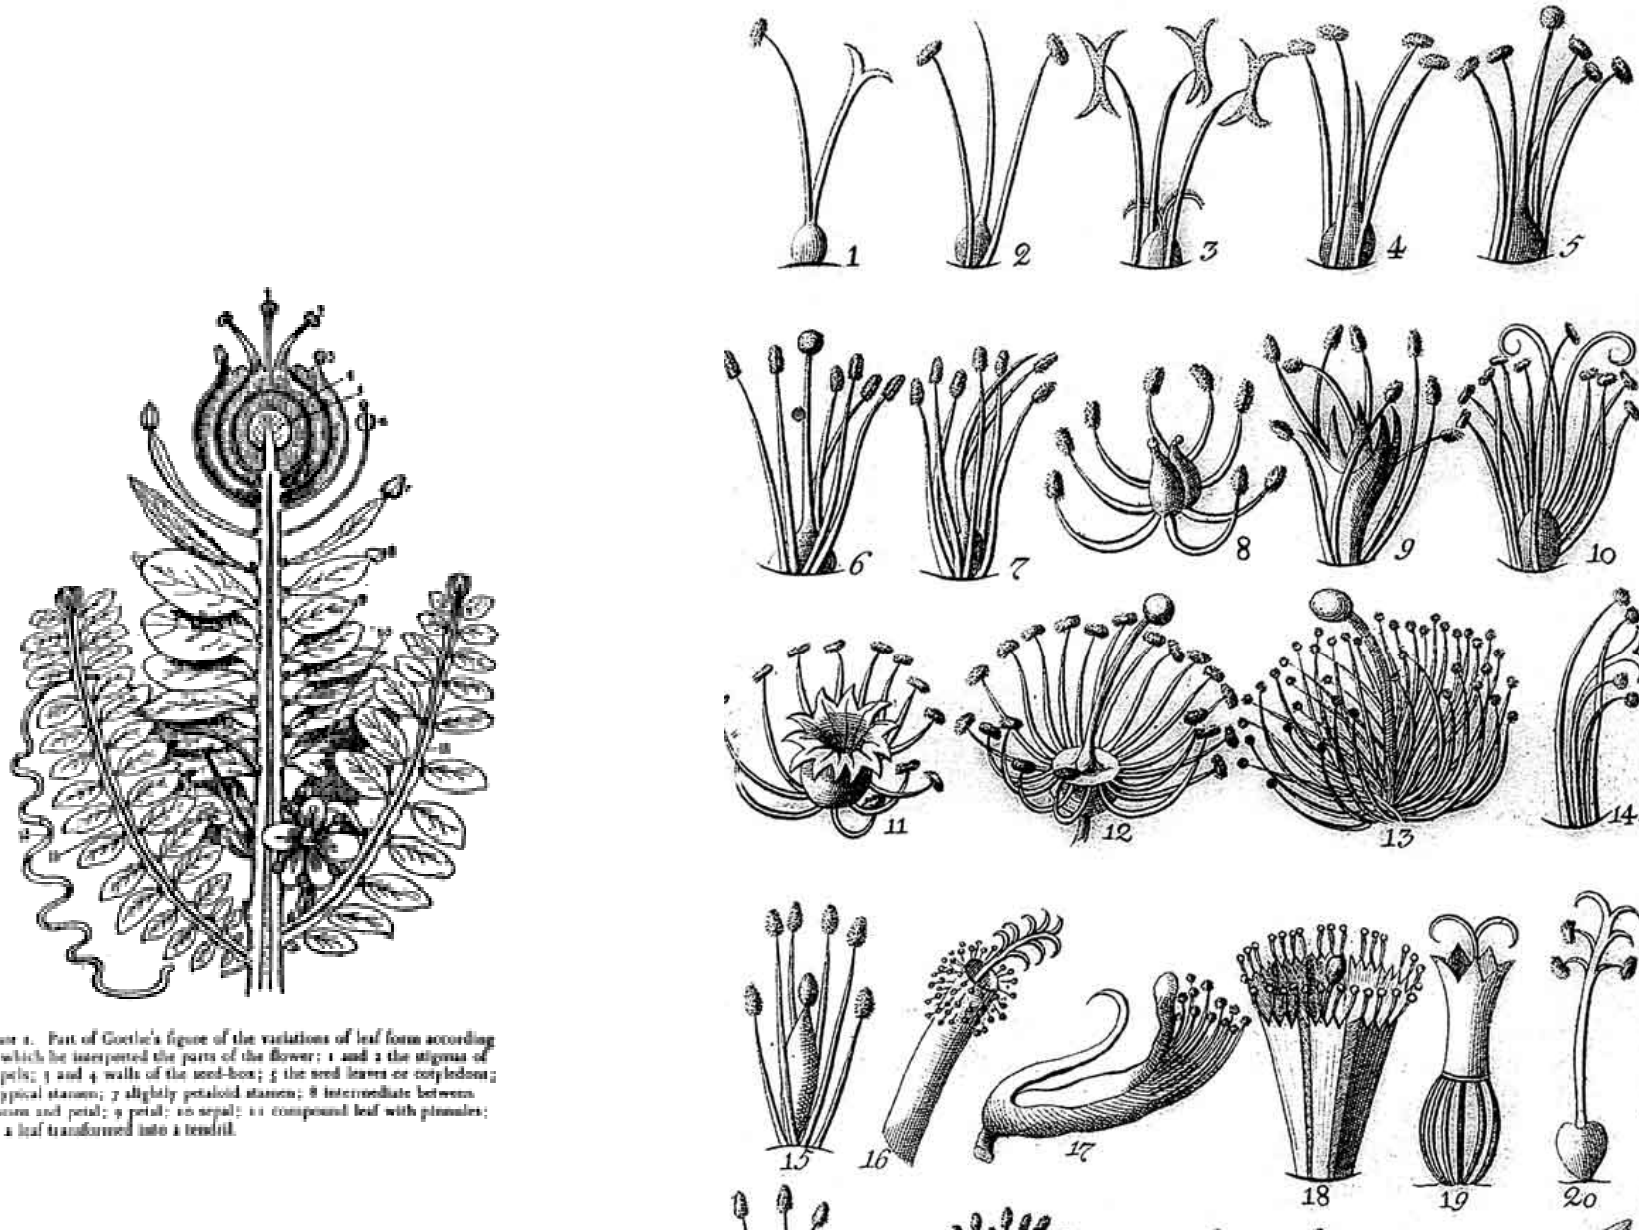 1 2 3 4 5
6 7 8 9 10
11 12 13 14
15 16 17 18 19 20
1. Part of Goethe's figure of the variations of leaf form according
which he interpreted the parts of the flower; 1 and 2 the stigma of
3 and 4 walls of the seed-box; 5 the seed leaves or cotyledons;
stamen; 7 slightly petaloid stamen; 8 intermediate between
and petal; 9 petal; 10 sepal; 11 compound leaf with pinnules;
a leaf transformed into a tendril.